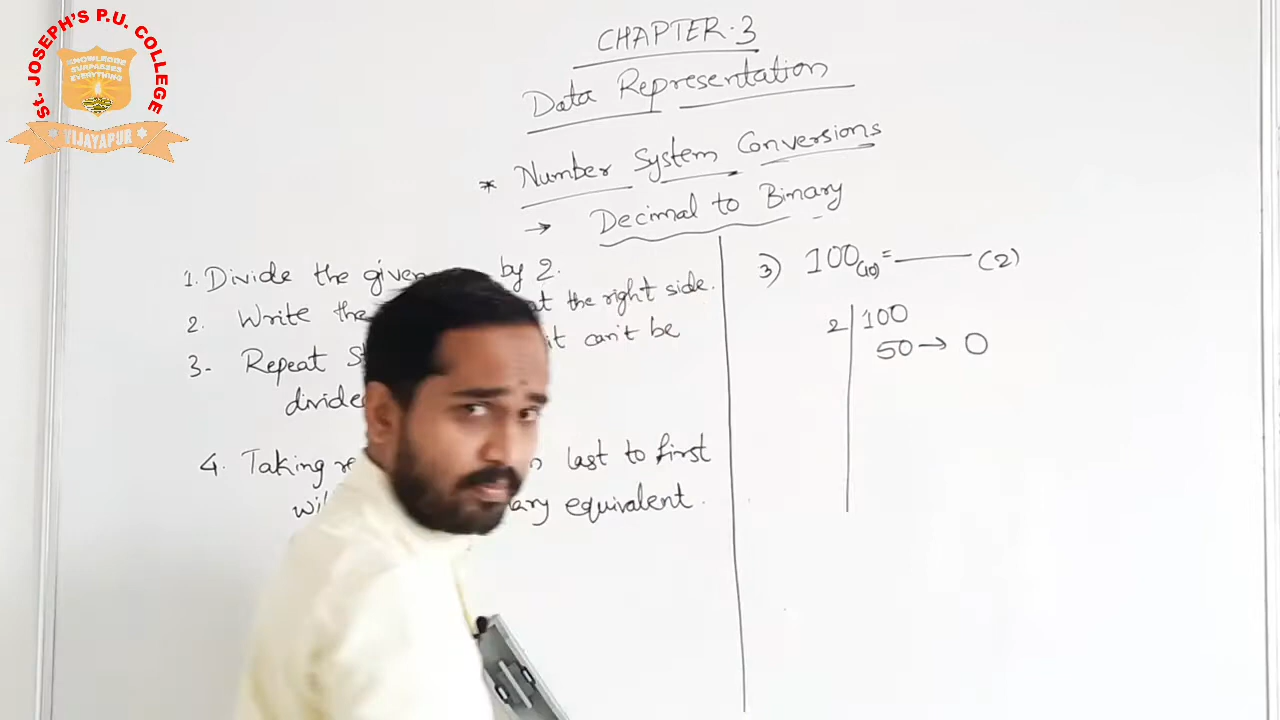 St. JOSEPH'S P.U. COLLEGE
KNOWLEDGE
SURPASSES
EVERYTHING
VIJAYAPUR
CHAPTER.3
Data Representation
* Number System Conversions
→ Decimal to Binary
1. Divide the given by 2.
2. Write the at the right side.
3- Repeat it can't be
divide
4. Taking last to first
equivalent.
3) 100(10) = ____ (2)
2 | 100
50 → 0